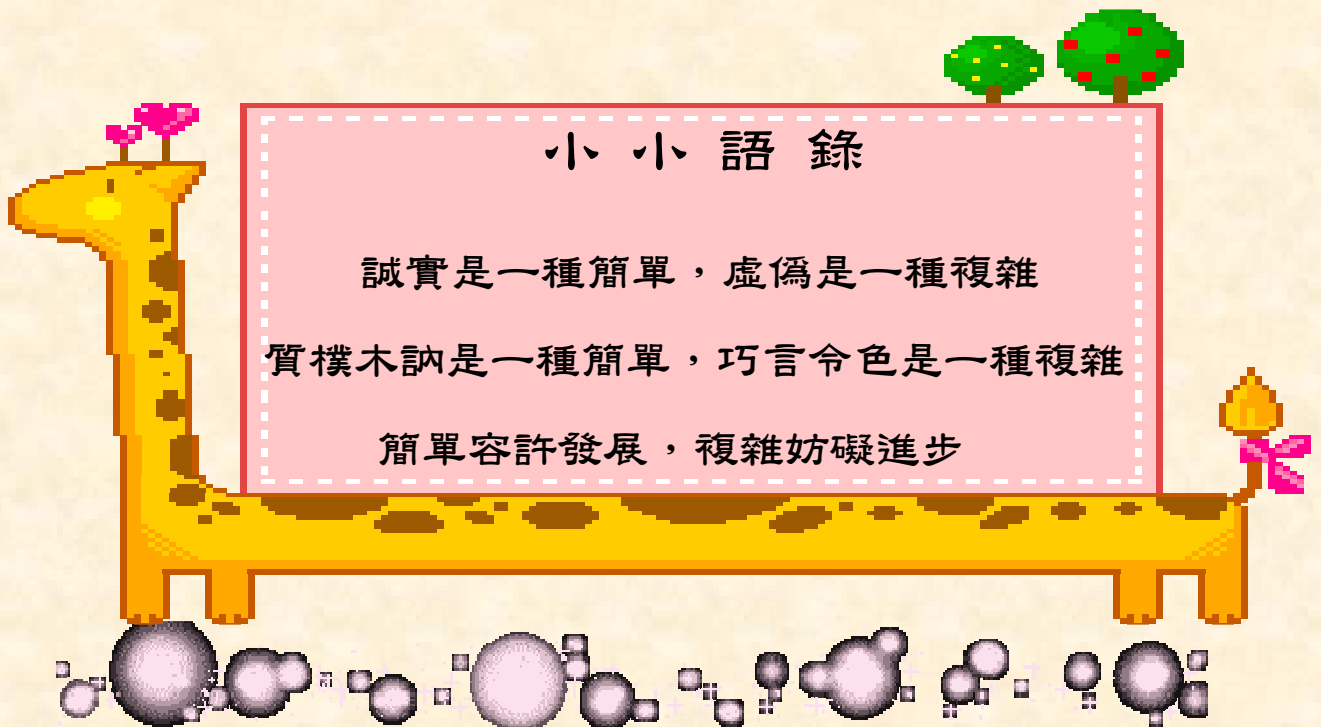 小小語錄
誠實是一種簡單，虛偽是一種複雜
質樸木訥是一種簡單，巧言令色是一種複雜
簡單容許發展，複雜妨礙進步